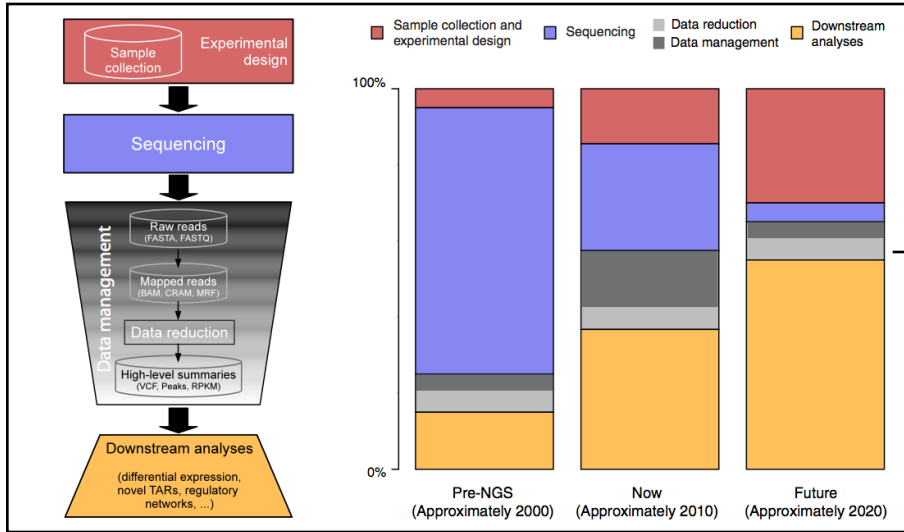 Sample
collection
Experimental
design
Sequencing
Data management
Raw reads
(FASTA, FASTQ)
Mapped reads
(BAM, CRAM, MRF)
Data reduction
High-level summaries
(VCF, Peaks, RPKM)
Downstream analyses
(differential expression,
novel TARs, regulatory
networks, ...)
Sample collection and
experimental design
Sequencing
Data reduction
Data management
Downstream
analyses
100%
0%
Pre-NGS
(Approximately 2000)
Now
(Approximately 2010)
Future
(Approximately 2020)